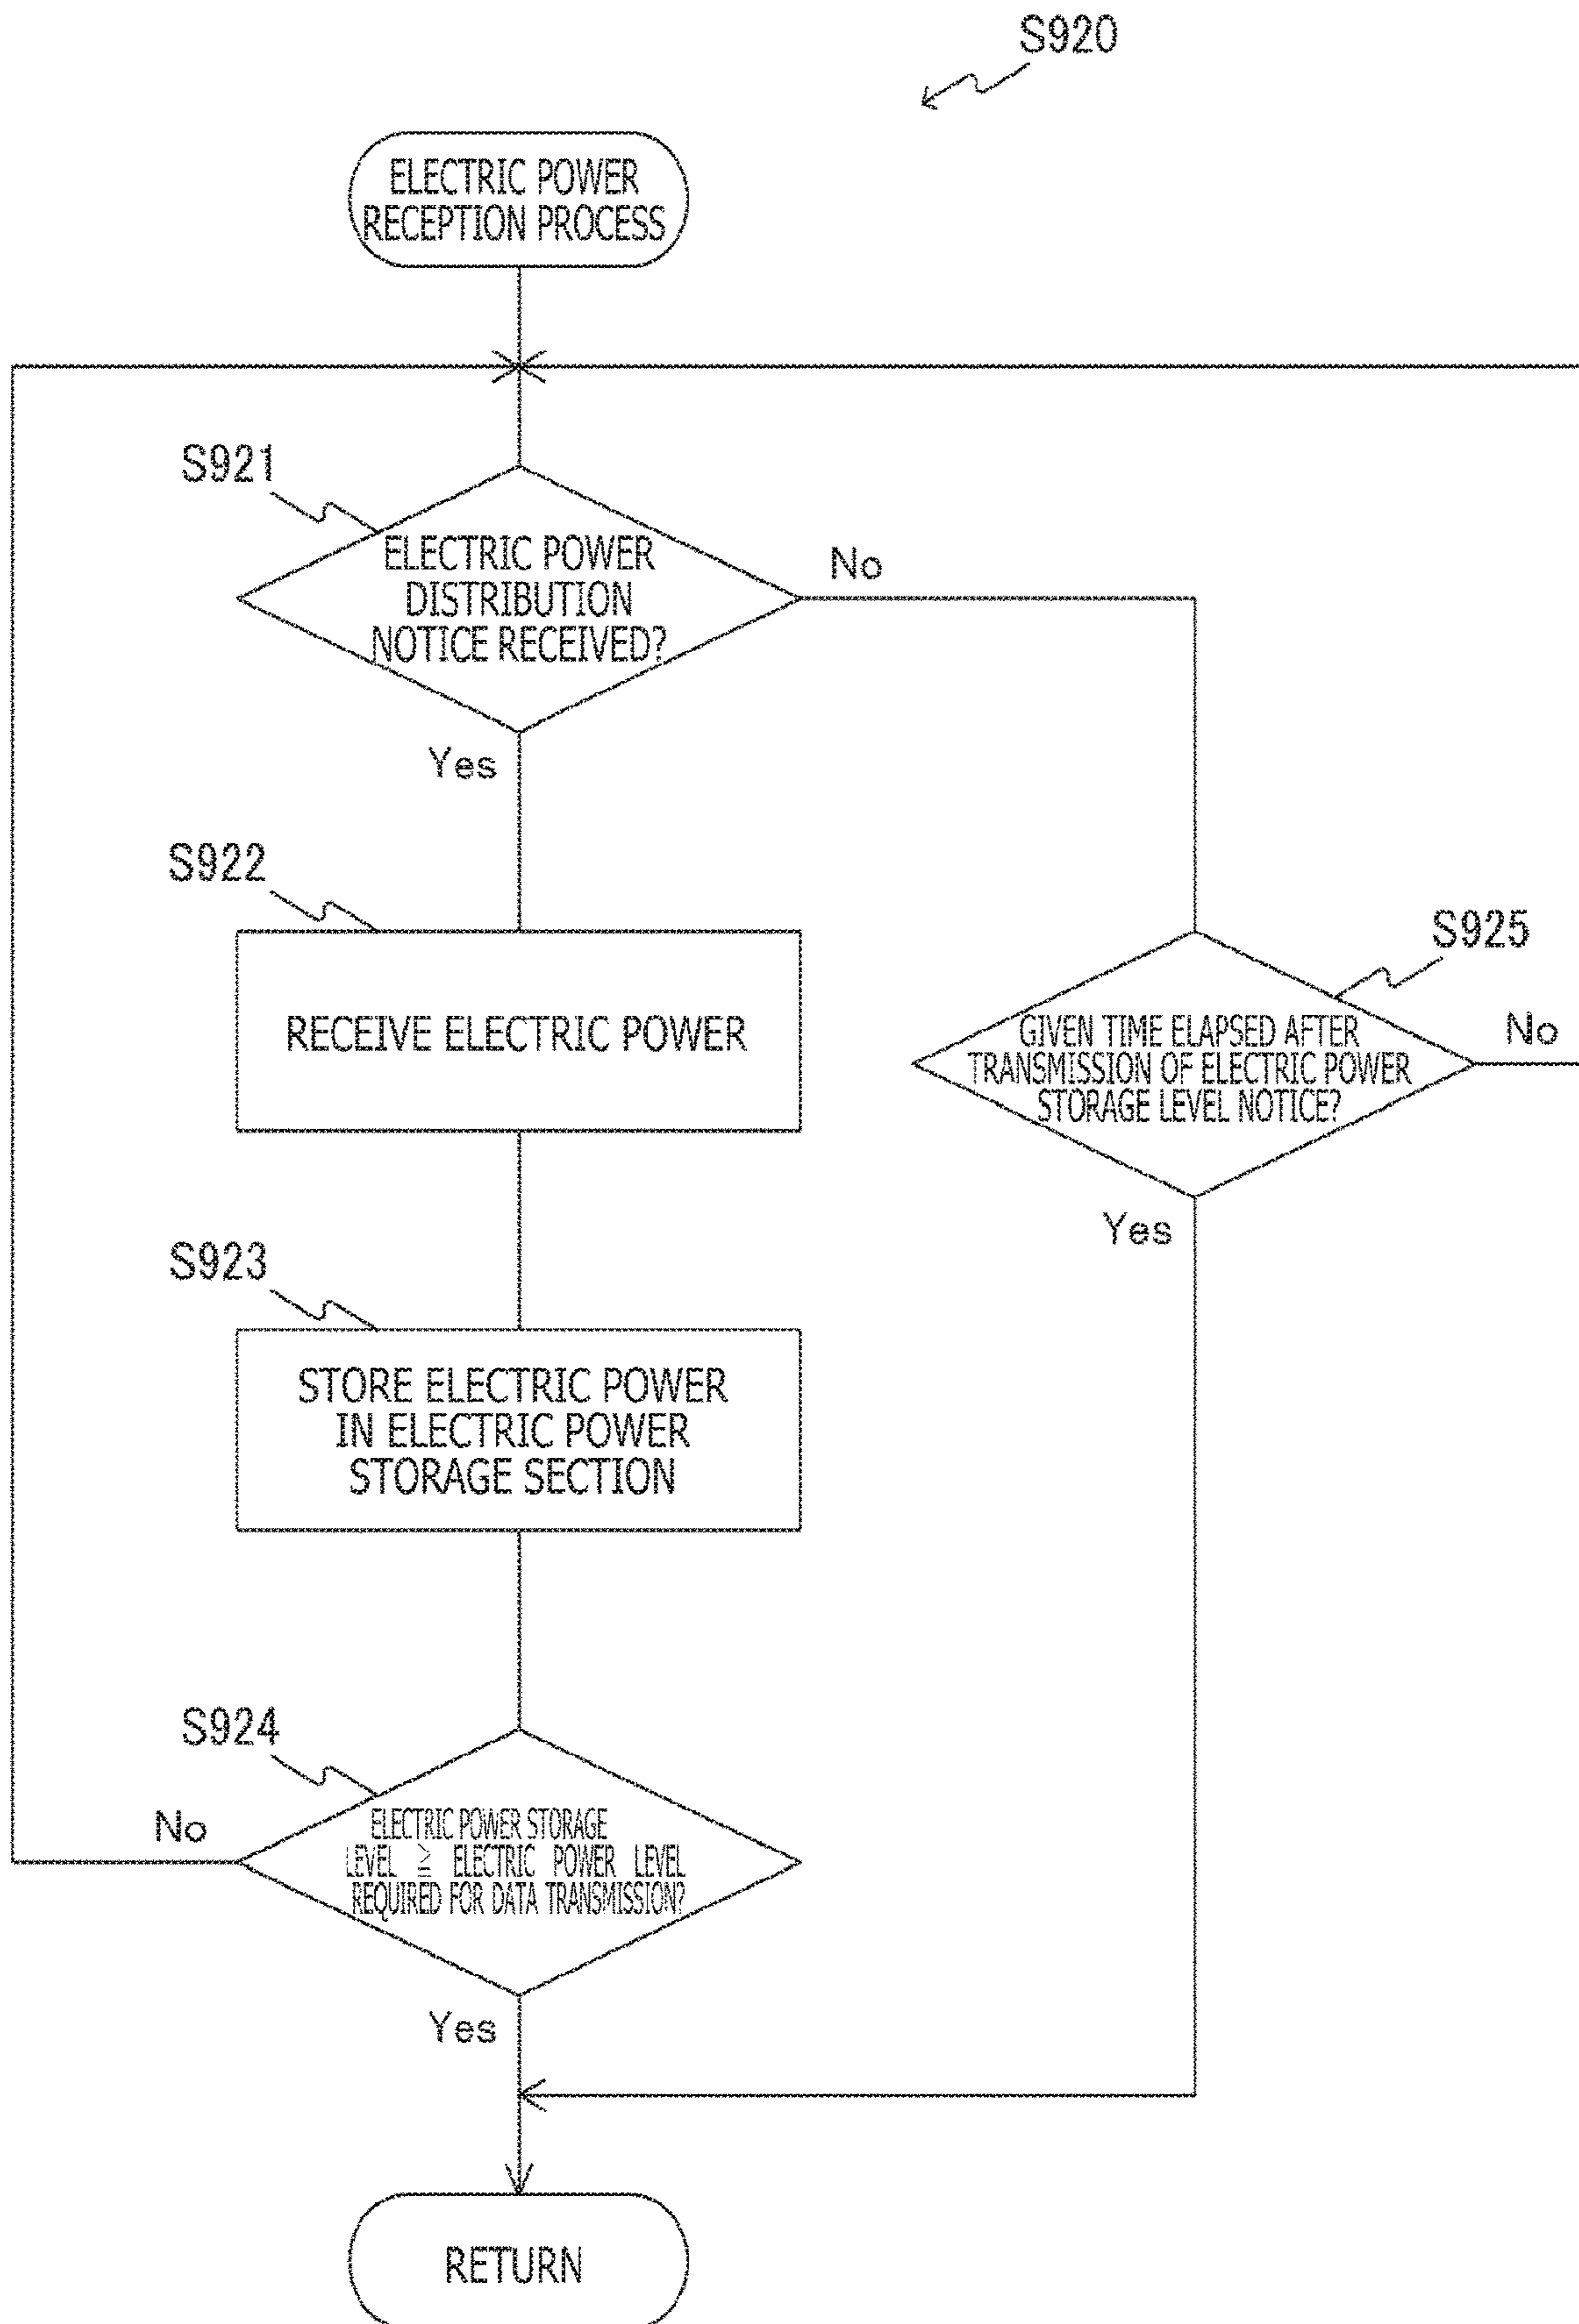 S920
ELECTRIC POWER
RECEPTION PROCESS
S921
ELECTRIC POWER
DISTRIBUTION
NOTICE RECEIVED?
No
Yes
S922
RECEIVE ELECTRIC POWER
S925
GIVEN TIME ELAPSED AFTER
TRANSMISSION OF ELECTRIC POWER
STORAGE LEVEL NOTICE?
No
Yes
S923
STORE ELECTRIC POWER
IN ELECTRIC POWER
STORAGE SECTION
S924
ELECTRIC POWER STORAGE
LEVEL ≧ ELECTRIC POWER LEVEL
REQUIRED FOR DATA TRANSMISSION?
No
Yes
RETURN